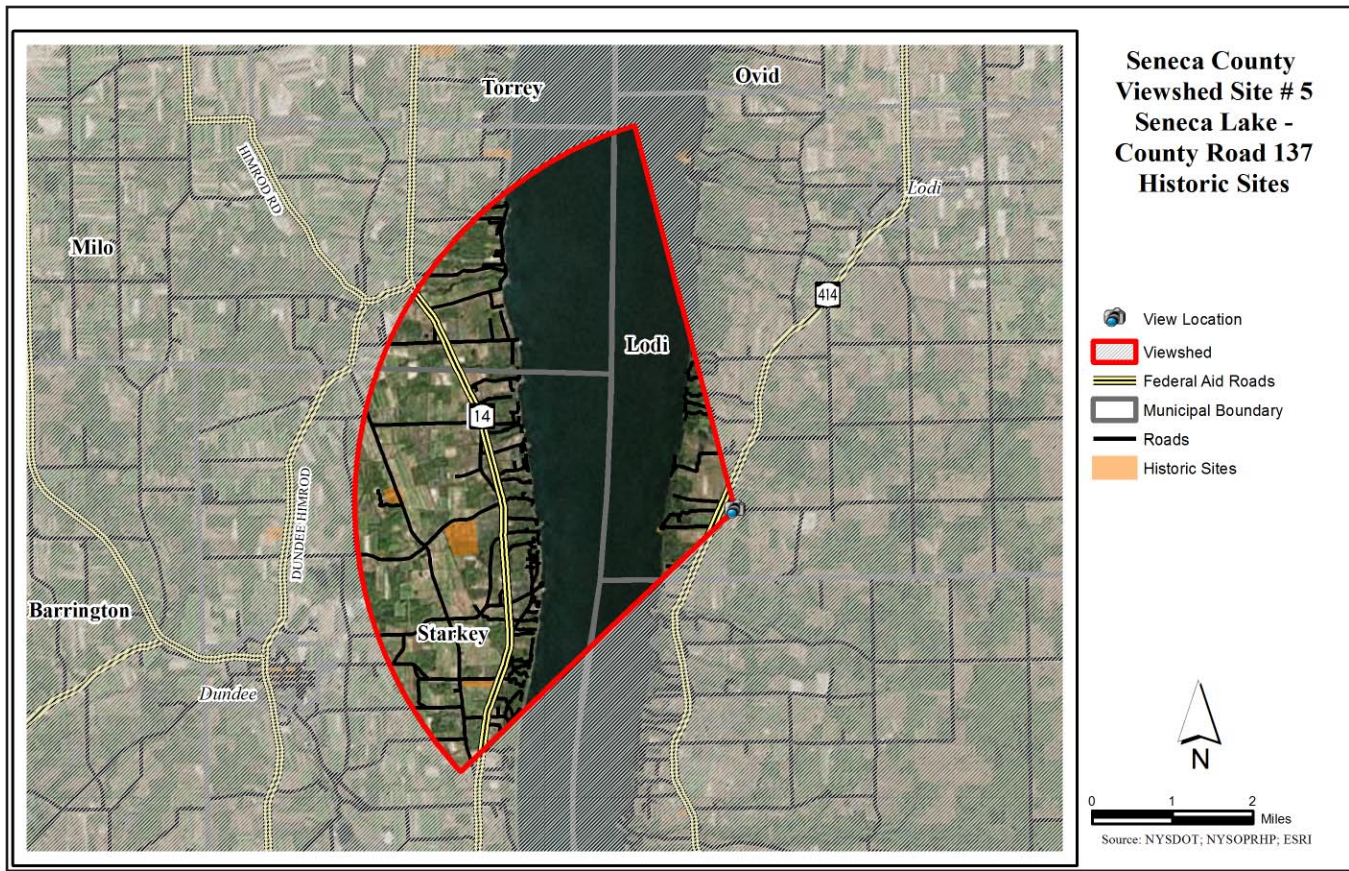 Seneca County
Viewshed Site # 5
Seneca Lake -
County Road 137
Historic Sites
Torrey
Ovid
HIMROD RD
Lodi
Milo
414
Lodi
14
DUNDEE HIMROD
Barrington
Starkey
Dundee
View Location
Viewshed
Federal Aid Roads
Municipal Boundary
Roads
Historic Sites
N
0 1 2
Miles
Source: NYSDOT; NYSOPRHP; ESRI